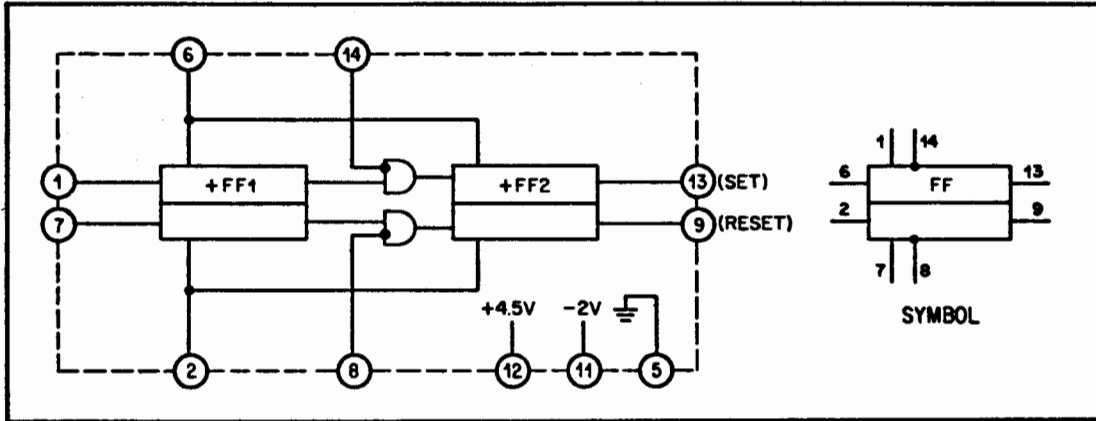 6 14
1 14
1 +FF1 +FF2 13 (SET) 6 FF 13
7 9 (RESET) 2 9
7 8
+4.5V -2V
SYMBOL
2 8 12 11 5